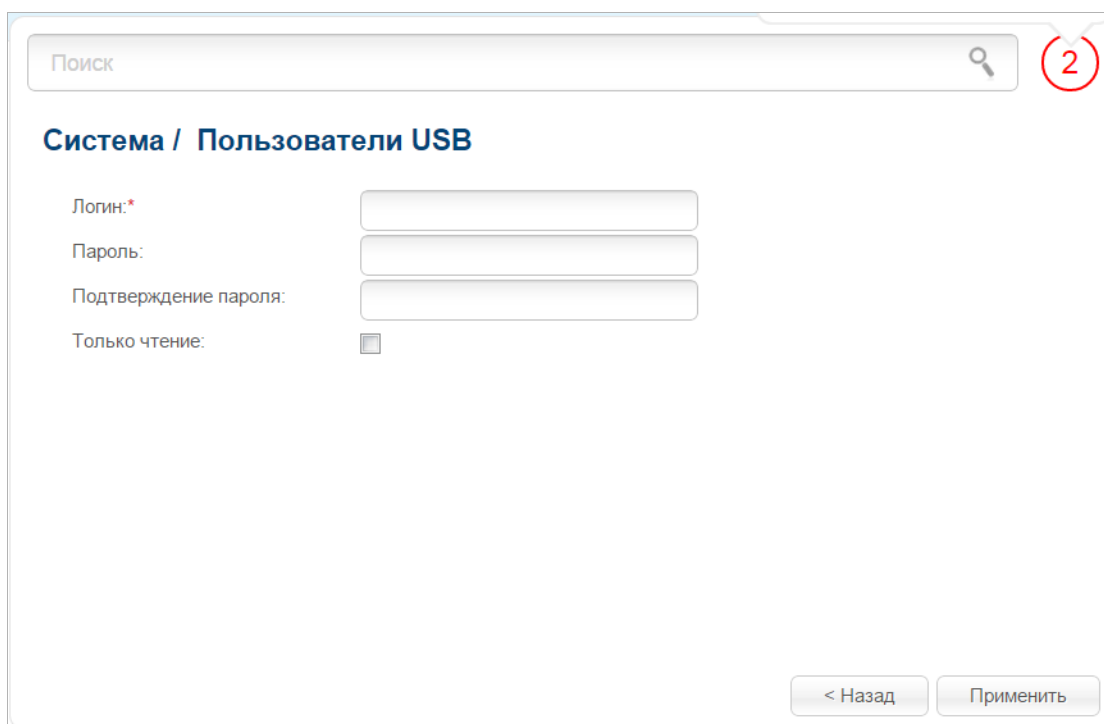 Поиск
2
Система / Пользователи USB
Логин:*
Пароль:
Подтверждение пароля:
Только чтение:
< Назад
Применить